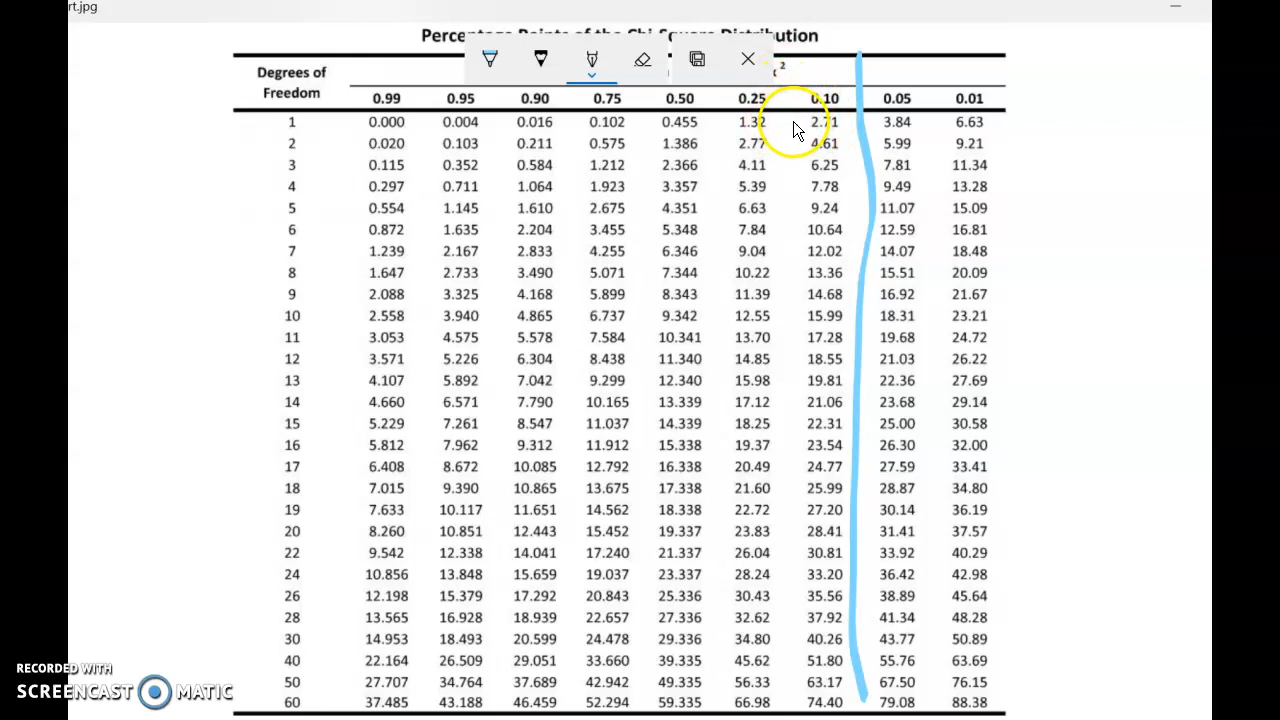 rt.jpg
Percentage Points of the Chi-Square Distribution
Degrees of Freedom
x 2
0.99 0.95 0.90 0.75 0.50 0.25 0.10 0.05 0.01
1 0.000 0.004 0.016 0.102 0.455 1.32 2.71 3.84 6.63
2 0.020 0.103 0.211 0.575 1.386 2.77 4.61 5.99 9.21
3 0.115 0.352 0.584 1.212 2.366 4.11 6.25 7.81 11.34
4 0.297 0.711 1.064 1.923 3.357 5.39 7.78 9.49 13.28
5 0.554 1.145 1.610 2.675 4.351 6.63 9.24 11.07 15.09
6 0.872 1.635 2.204 3.455 5.348 7.84 10.64 12.59 16.81
7 1.239 2.167 2.833 4.255 6.346 9.04 12.02 14.07 18.48
8 1.647 2.733 3.490 5.071 7.344 10.22 13.36 15.51 20.09
9 2.088 3.325 4.168 5.899 8.343 11.39 14.68 16.92 21.67
10 2.558 3.940 4.865 6.737 9.342 12.55 15.99 18.31 23.21
11 3.053 4.575 5.578 7.584 10.341 13.70 17.28 19.68 24.72
12 3.571 5.226 6.304 8.438 11.340 14.85 18.55 21.03 26.22
13 4.107 5.892 7.042 9.299 12.340 15.98 19.81 22.36 27.69
14 4.660 6.571 7.790 10.165 13.339 17.12 21.06 23.68 29.14
15 5.229 7.261 8.547 11.037 14.339 18.25 22.31 25.00 30.58
16 5.812 7.962 9.312 11.912 15.338 19.37 23.54 26.30 32.00
17 6.408 8.672 10.085 12.792 16.338 20.49 24.77 27.59 33.41
18 7.015 9.390 10.865 13.675 17.338 21.60 25.99 28.87 34.80
19 7.633 10.117 11.651 14.562 18.338 22.72 27.20 30.14 36.19
20 8.260 10.851 12.443 15.452 19.337 23.83 28.41 31.41 37.57
22 9.542 12.338 14.041 17.240 21.337 26.04 30.81 33.92 40.29
24 10.856 13.848 15.659 19.037 23.337 28.24 33.20 36.42 42.98
26 12.198 15.379 17.292 20.843 25.336 30.43 35.56 38.89 45.64
28 13.565 16.928 18.939 22.657 27.336 32.62 37.92 41.34 48.28
30 14.953 18.493 20.599 24.478 29.336 34.80 40.26 43.77 50.89
40 22.164 26.509 29.051 33.660 39.335 45.62 51.80 55.76 63.69
50 27.707 34.764 37.689 42.942 49.335 56.33 63.17 67.50 76.15
60 37.485 43.188 46.459 52.294 59.335 66.98 74.40 79.08 88.38
RECORDED WITH
SCREENCAST MATIC